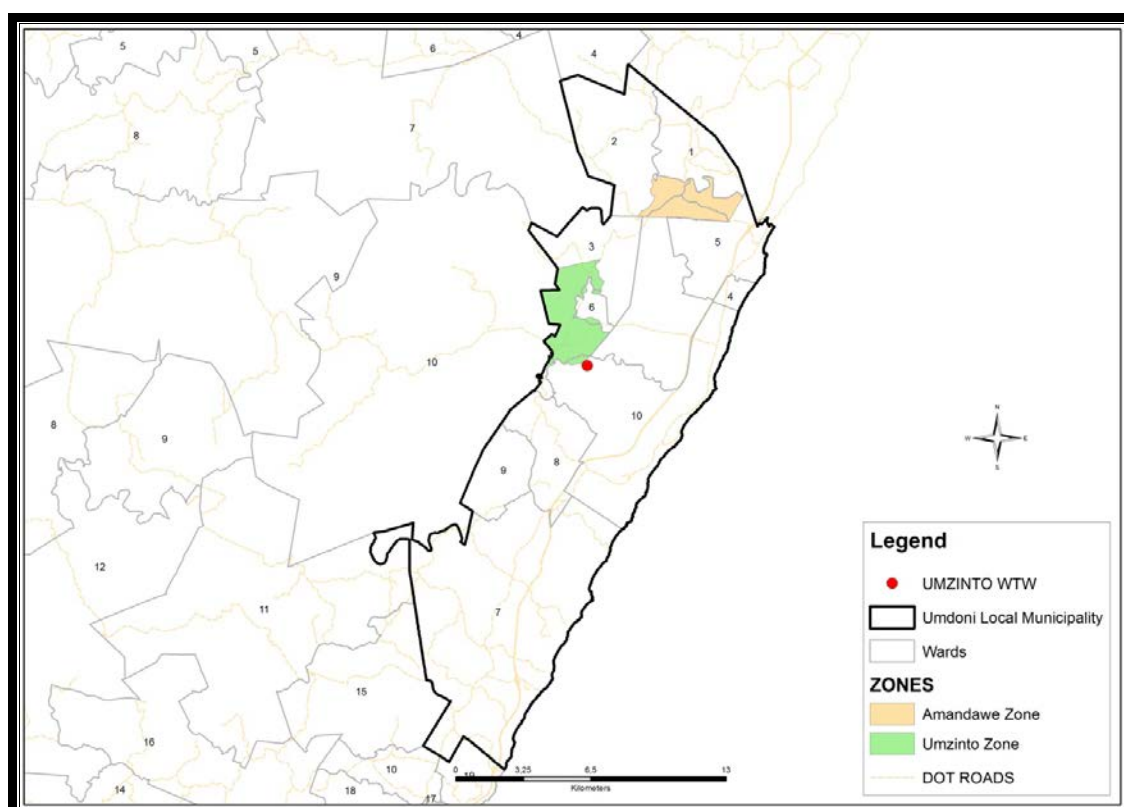 5
5
6
4
4
8
7
2
1
3
5
9
6
4
10
8
9
10
9
8
12
11
7
15
16
10
19
14
18
17
N
W
E
S
0
3,25
6,5
13
Kilometers
Legend
UMZINTO WTW
Umdoni Local Municipality
Wards
ZONES
Amandawe Zone
Umzinto Zone
DOT ROADS